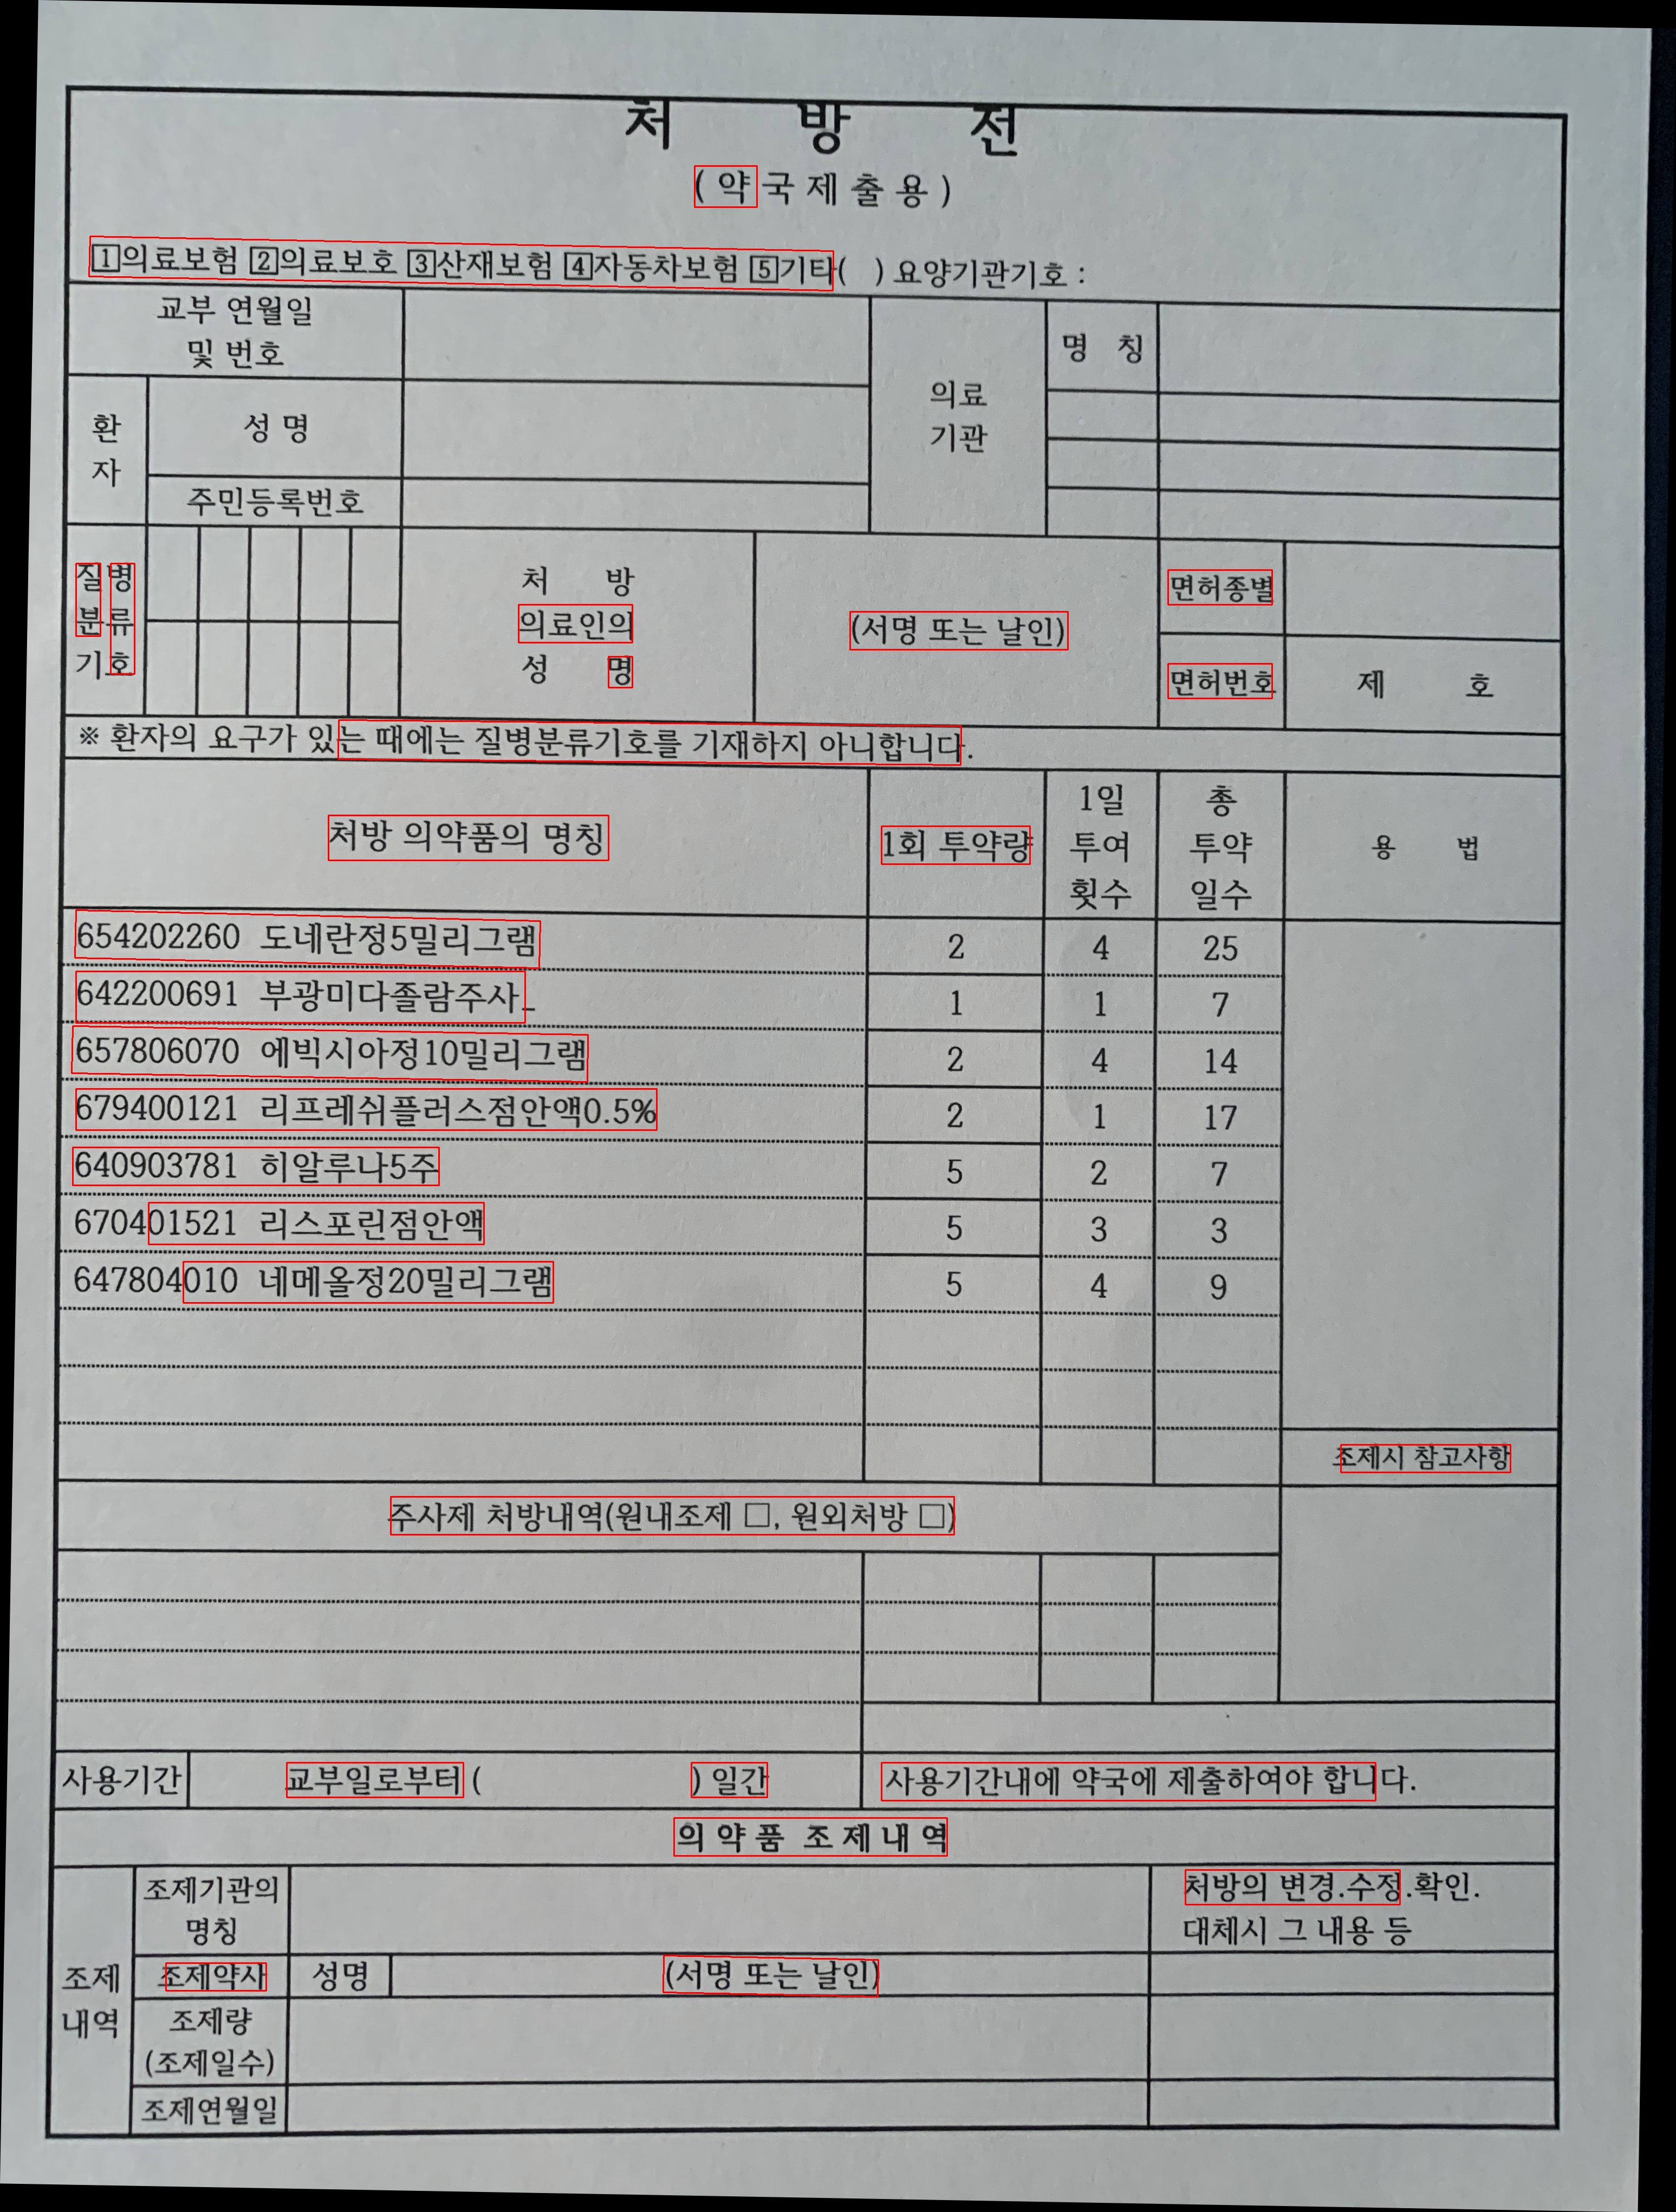 처 방 전
( 약 국 제 출 용 )
1의료보험 2의료보호 3산재보험 4자동차보험 5기타( ) 요양기관기호 :
교부 연월일
및 번호
의료
기관
명 칭
환
자
성 명
주민등록번호
질병
분류
기호
처 방
의료인의
성 명
(서명 또는 날인)
면허종별
면허번호
제 호
※ 환자의 요구가 있는 때에는 질병분류기호를 기재하지 아니합니다.
처방 의약품의 명칭
1회 투약량
1일
투여
횟수
총
투약
일수
용 법
654202260 도네란정5밀리그램 2 4 25
642200691 부광미다졸람주사_ 1 1 7
657806070 에빅시아정10밀리그램 2 4 14
679400121 리프레쉬플러스점안액0.5% 2 1 17
640903781 히알루나5주 5 2 7
670401521 리스포린점안액 5 3 3
647804010 네메올정20밀리그램 5 4 9
조제시 참고사항
주사제 처방내역(원내조제 □, 원외처방 □)
사용기간
교부일로부터 ( ) 일간
사용기간내에 약국에 제출하여야 합니다.
의 약 품 조 제 내 역
조제
내역
조제기관의
명칭
처방의 변경.수정.확인.
대체시 그 내용 등
조제약사
성명
(서명 또는 날인)
조제량
(조제일수)
조제연월일